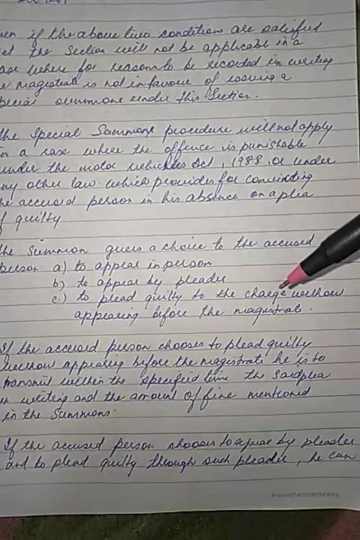 if the above two conditions are satisfied
the Section will not be applicable in a
where for reasons to be recorded in writing
magistrate is not in favour of issuing a
special summons under this Section.
the Special Summons procedure will not apply
a case where the offence is punishable
under the motor vehicles Act, 1988 or under
any other law which provides for convicting
the accused person in his absence on a plea
of guilty
the Summon gives a choice to the accused
person a) to appear in person
b) to appear by pleader
c) to plead guilty to the charge without
appearing before the magistrate.
If the accused person chooses to plead guilty
without appearing before the magistrate he is to
transmit within the specified time the said plea
in writing and the amount of fine mentioned
in the Summons.
If the accused person chooses to apear by pleader
and to plead guilty through such pleader, he can